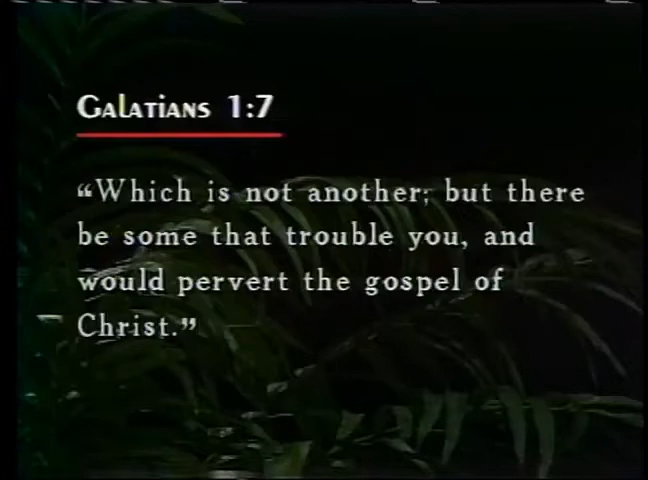 Galatians 1:7
“Which is not another; but there
be some that trouble you, and
would pervert the gospel of
Christ.”